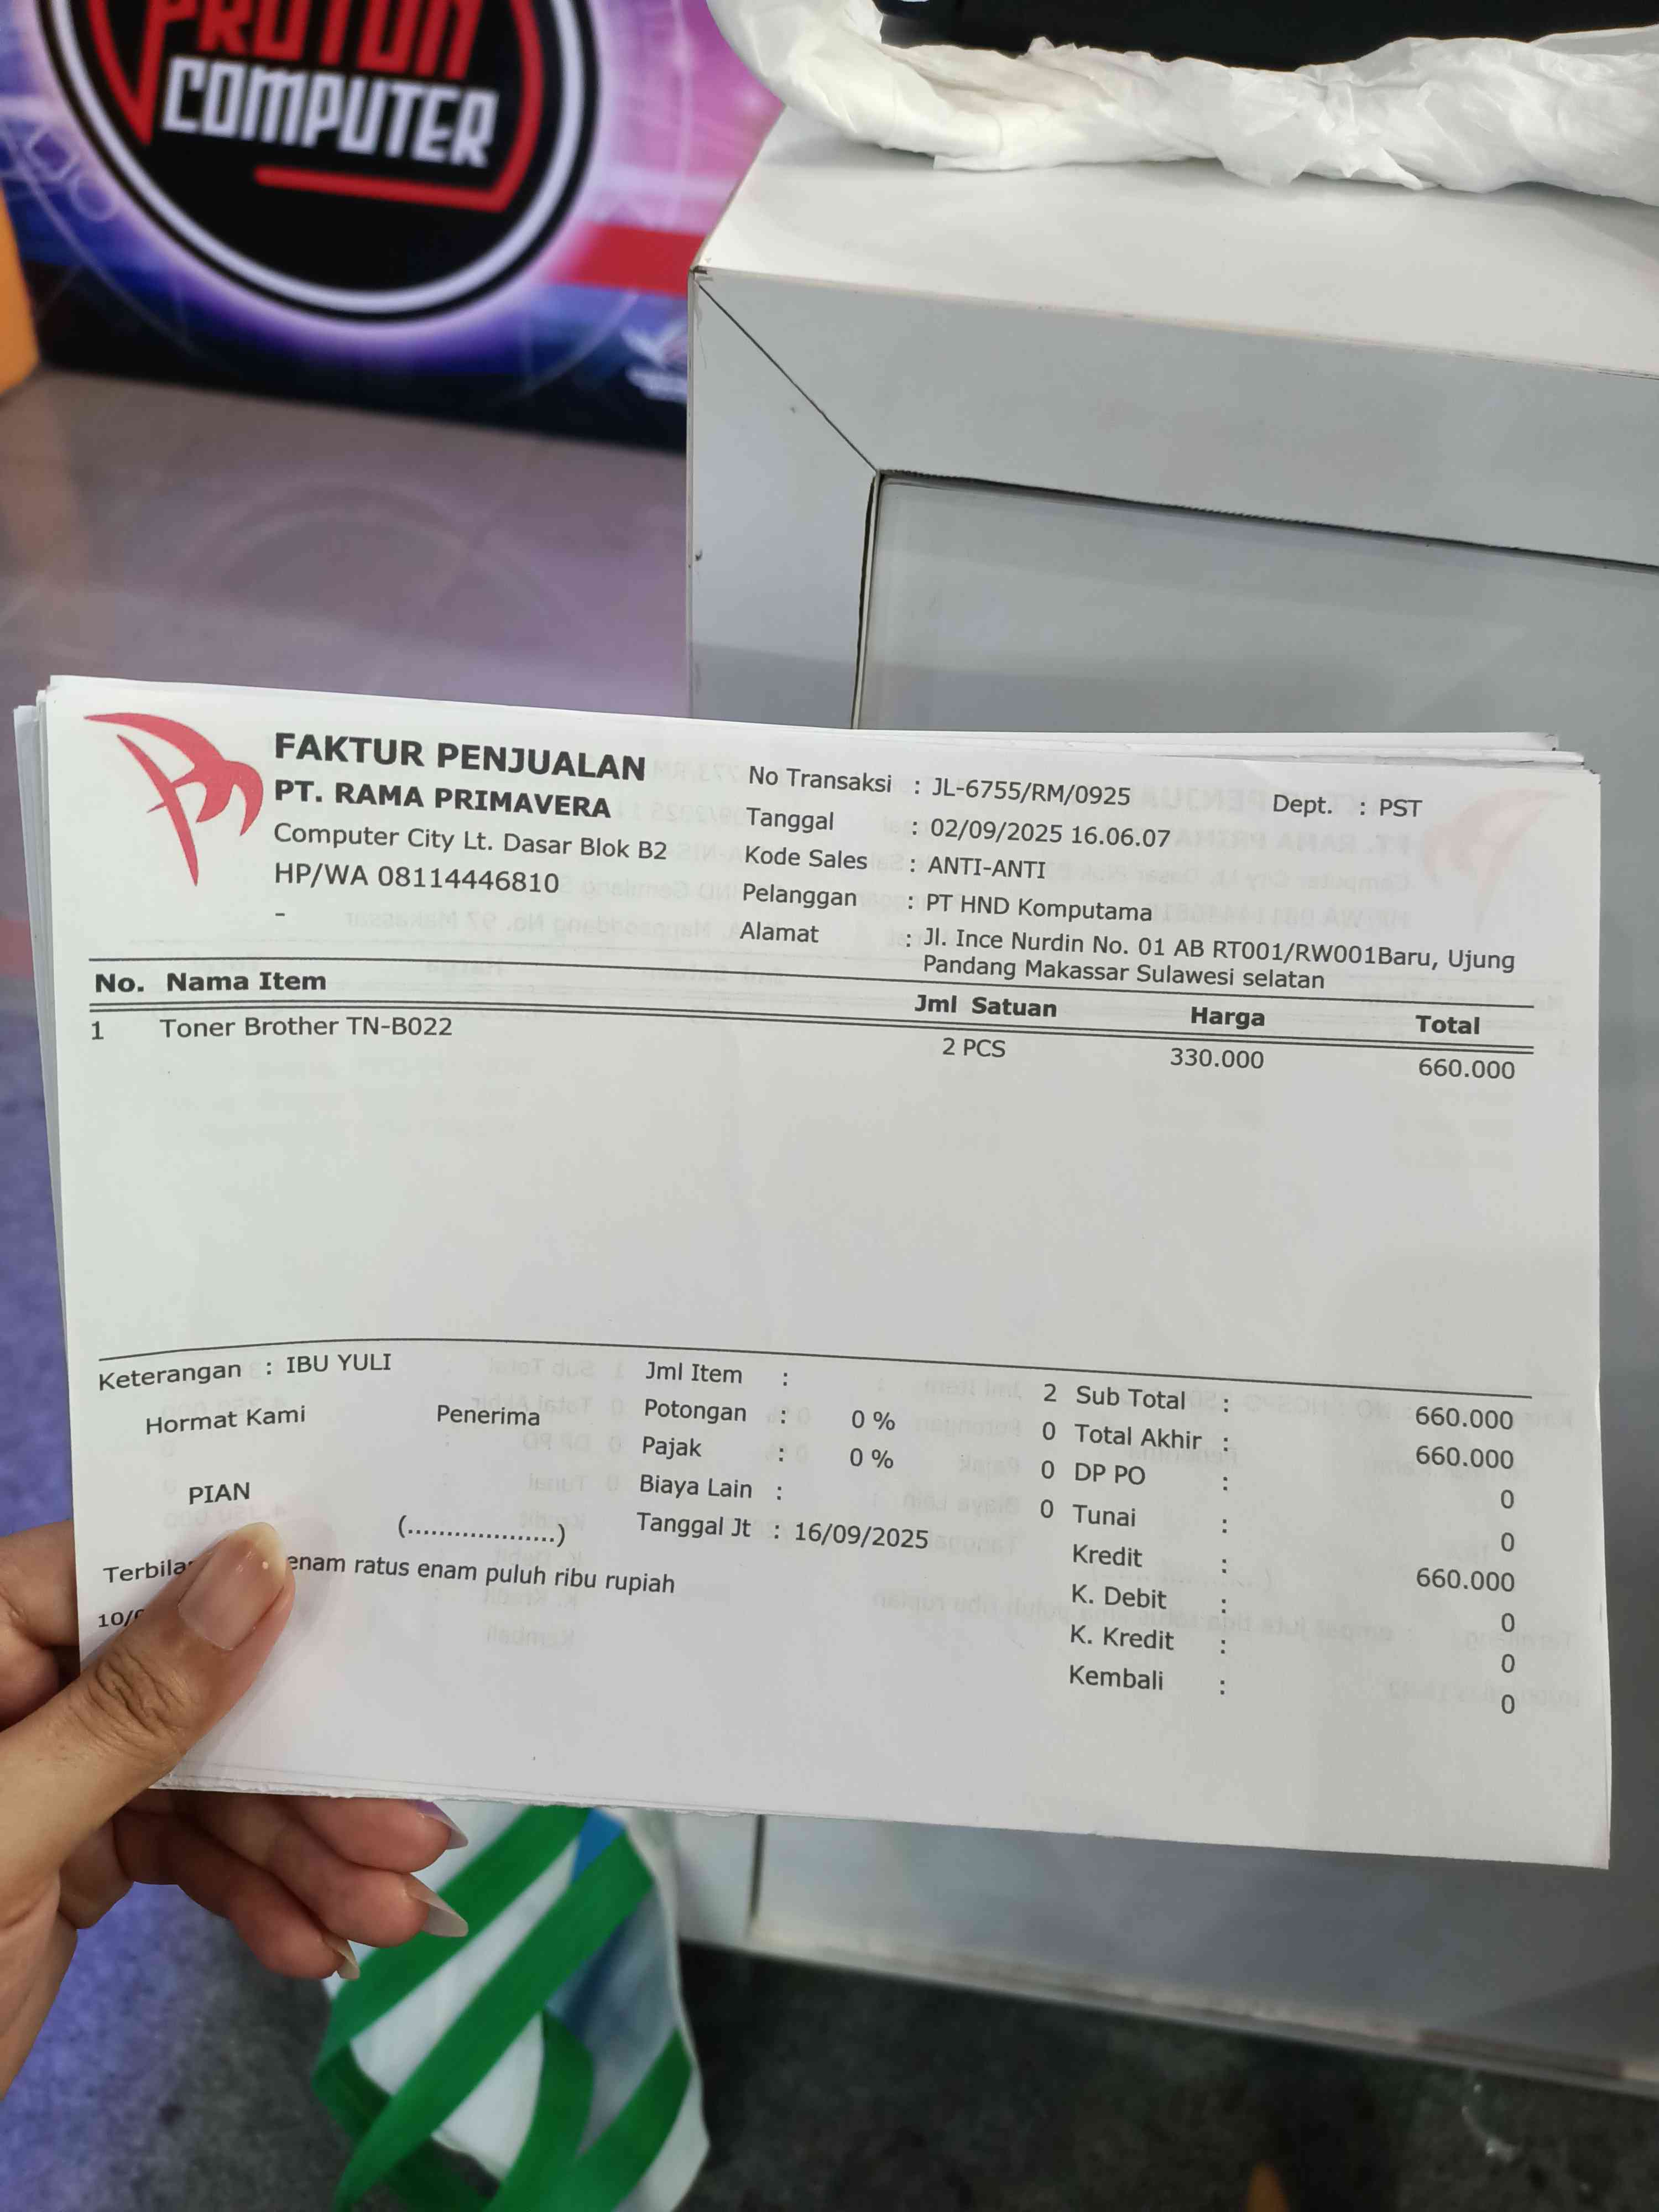 COMPUTER
FAKTUR PENJUALAN
PT. RAMA PRIMAVERA
Computer City Lt. Dasar Blok B2
HP/WA 08114446810
-
No Transaksi : JL-6755/RM/0925 Dept. : PST
Tanggal : 02/09/2025 16.06.07
Kode Sales : ANTI-ANTI
Pelanggan : PT HND Komputama
Alamat : Jl. Ince Nurdin No. 01 AB RT001/RW001Baru, Ujung
Pandang Makassar Sulawesi selatan
No. Nama Item Jml Satuan Harga Total
1 Toner Brother TN-B022 2 PCS 330.000 660.000
Keterangan : IBU YULI
Hormat Kami Penerima
PIAN
(...................)
Jml Item : 2
Potongan : 0 % 0
Pajak : 0 % 0
Biaya Lain : 0
Tanggal Jt : 16/09/2025
Sub Total : 660.000
Total Akhir : 660.000
DP PO : 0
Tunai : 0
Kredit : 660.000
K. Debit : 0
K. Kredit : 0
Kembali : 0
enam ratus enam puluh ribu rupiah
10/